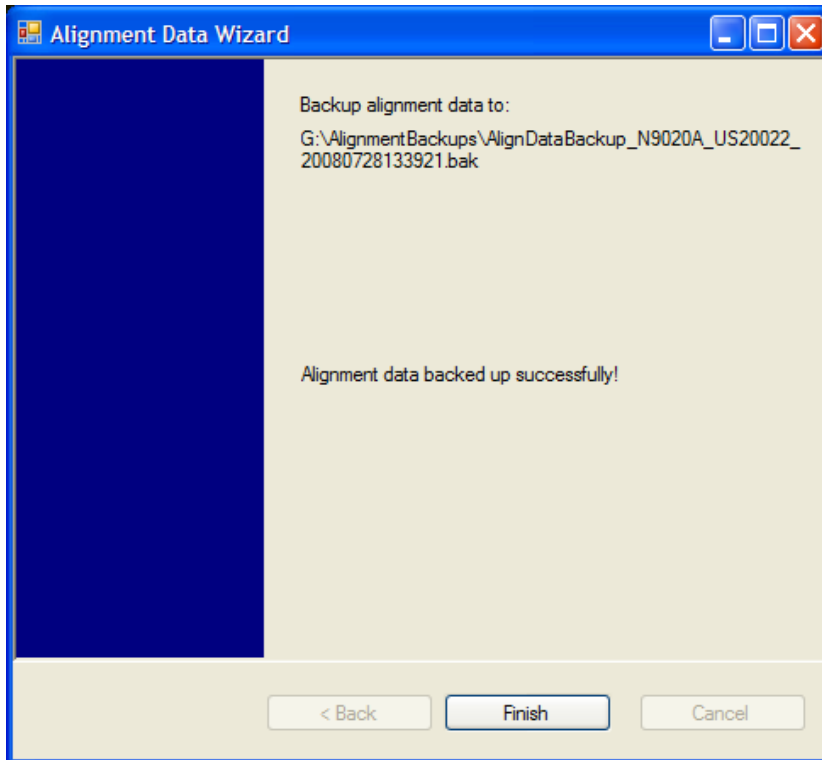 Alignment Data Wizard
Backup alignment data to:
G:\AlignmentBackups\AlignDataBackup_N9020A_US20022_
20080728133921.bak
Alignment data backed up successfully!
< Back
Finish
Cancel